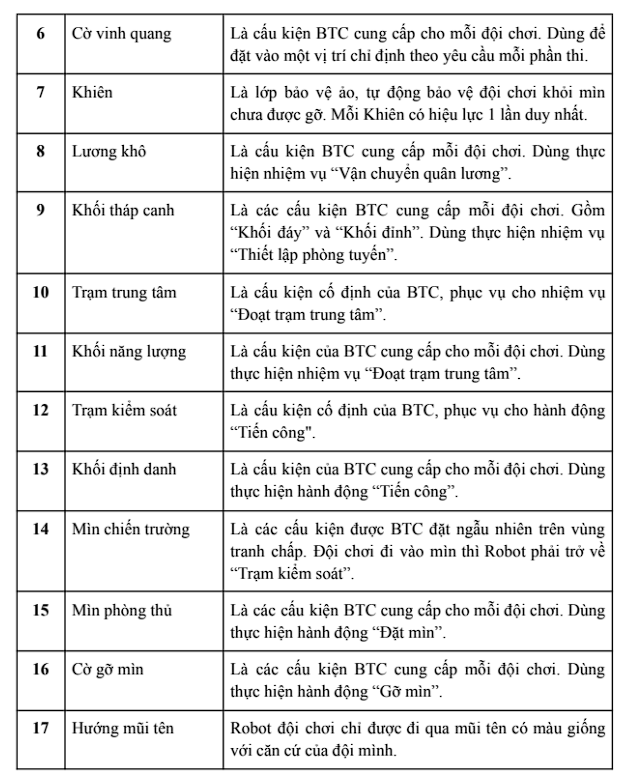 6 Cờ vinh quang Là cấu kiện BTC cung cấp cho mỗi đội chơi. Dùng để
đặt vào một vị trí chỉ định theo yêu cầu mỗi phần thi.
7 Khiên Là lớp bảo vệ ảo, tự động bảo vệ đội chơi khỏi mìn
chưa được gỡ. Mỗi Khiên có hiệu lực 1 lần duy nhất.
8 Lương khô Là cấu kiện BTC cung cấp mỗi đội chơi. Dùng thực
hiện nhiệm vụ “Vận chuyển quân lương”.
9 Khối tháp canh Là các cấu kiện BTC cung cấp mỗi đội chơi. Gồm
“Khối đáy” và “Khối đỉnh”. Dùng thực hiện nhiệm vụ
“Thiết lập phòng tuyến”.
10 Trạm trung tâm Là cấu kiện cố định của BTC, phục vụ cho nhiệm vụ
“Đoạt trạm trung tâm”.
11 Khối năng lượng Là cấu kiện của BTC cung cấp cho mỗi đội chơi. Dùng
thực hiện nhiệm vụ “Đoạt trạm trung tâm”.
12 Trạm kiểm soát Là cấu kiện cố định của BTC, phục vụ cho hành động
“Tiến công".
13 Khối định danh Là cấu kiện của BTC cung cấp cho mỗi đội chơi. Dùng
thực hiện hành động “Tiến công”.
14 Mìn chiến trường Là các cấu kiện được BTC đặt ngẫu nhiên trên vùng
tranh chấp. Đội chơi đi vào mìn thì Robot phải trở về
“Trạm kiểm soát”.
15 Mìn phòng thủ Là các cấu kiện BTC cung cấp cho mỗi đội chơi. Dùng
thực hiện hành động “Đặt mìn”.
16 Cờ gỡ mìn Là các cấu kiện BTC cung cấp mỗi đội chơi. Dùng
thực hiện hành động “Gỡ mìn”.
17 Hướng mũi tên Robot đội chơi chỉ được đi qua mũi tên có màu giống
với căn cứ của đội mình.